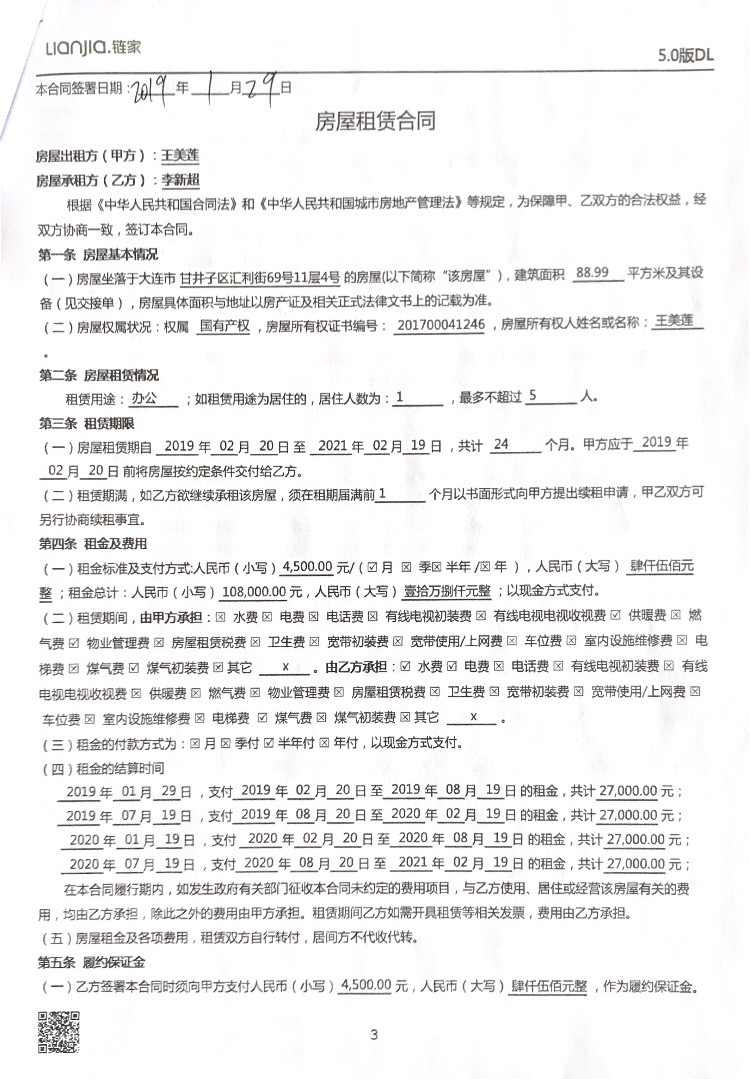 Lianjia.链家
5.0版DL
本合同签署日期:2019年1月29日
房屋租赁合同
房屋出租方(甲方):王美莲
房屋承租方(乙方):李新超
根据《中华人民共和国合同法》和《中华人民共和国城市房地产管理法》等规定,为保障甲、乙双方的合法权益,经
双方协商一致,签订本合同。
第一条 房屋基本情况
(一)房屋坐落于大连市 甘井子区汇利街69号11层4号 的房屋(以下简称“该房屋”),建筑面积 88.99 平方米及其设
备(见交接单),房屋具体面积与地址以房产证及相关正式法律文书上的记载为准。
(二)房屋权属状况:权属 国有产权 ,房屋所有权证书编号: 201700041246 ,房屋所有权人姓名或名称: 王美莲
。
第二条 房屋租赁情况
租赁用途: 办公 ;如租赁用途为居住的,居住人数为: 1 ,最多不超过 5 人。
第三条 租赁期限
(一)房屋租赁期自 2019 年 02 月 20 日 至 2021 年 02 月 19 日 ,共计 24 个月。甲方应于 2019 年
02 月 20 日 前将房屋按约定条件交付给乙方。
(二)租赁期满,如乙方欲继续承租该房屋,须在租期届满前 1 个月以书面形式向甲方提出续租申请,甲乙双方可
另行协商续租事宜。
第四条 租金及费用
(一)租金标准及支付方式:人民币(小写) 4,500.00 元/(☑ 月 ☒ 季☒ 半年 /☒ 年 ),人民币(大写) 肆仟伍佰元
整 ;租金总计:人民币(小写) 108,000.00 元,人民币(大写) 壹拾万捌仟元整 ;以现金方式支付。
(二)租赁期间,由甲方承担:☒ 水费 ☒ 电费 ☒ 电话费 ☒ 有线电视初装费 ☒ 有线电视电视收视费 ☑ 供暖费 ☒ 燃
气费 ☑ 物业管理费 ☒ 房屋租赁税费 ☒ 卫生费 ☒ 宽带初装费 ☒ 宽带使用/上网费 ☒ 车位费 ☒ 室内设施维修费 ☒ 电
梯费 ☒ 煤气费 ☑ 煤气初装费 ☒ 其它 x 。由乙方承担:☑ 水费 ☑ 电费 ☒ 电话费 ☒ 有线电视初装费 ☒ 有线
电视电视收视费 ☒ 供暖费 ☒ 燃气费 ☒ 物业管理费 ☒ 房屋租赁税费 ☒ 卫生费 ☒ 宽带初装费 ☒ 宽带使用/上网费 ☒
车位费 ☒ 室内设施维修费 ☒ 电梯费 ☑ 煤气费 ☒ 煤气初装费 ☒ 其它 x 。
(三)租金的付款方式为:☒ 月 ☒ 季付 ☑ 半年付 ☒ 年付,以现金方式支付。
(四)租金的结算时间
2019 年 01 月 29 日 ,支付 2019 年 02 月 20 日 至 2019 年 08 月 19 日 的租金,共计 27,000.00 元;
2019 年 07 月 19 日 ,支付 2019 年 08 月 20 日 至 2020 年 02 月 19 日 的租金,共计 27,000.00 元;
2020 年 01 月 19 日 ,支付 2020 年 02 月 20 日 至 2020 年 08 月 19 日 的租金,共计 27,000.00 元;
2020 年 07 月 19 日 ,支付 2020 年 08 月 20 日 至 2021 年 02 月 19 日 的租金,共计 27,000.00 元;
在本合同履行期内,如发生政府有关部门征收本合同未约定的费用项目,与乙方使用、居住或经营该房屋有关的费
用,均由乙方承担,除此之外的费用由甲方承担。租赁期间乙方如需开具租赁等相关发票,费用由乙方承担。
(五)房屋租金及各项费用,租赁双方自行转付,居间方不代收代转。
第五条 履约保证金
(一)乙方签署本合同时须向甲方支付人民币(小写) 4,500.00 元,人民币(大写) 肆仟伍佰元整 ,作为履约保证金。
3